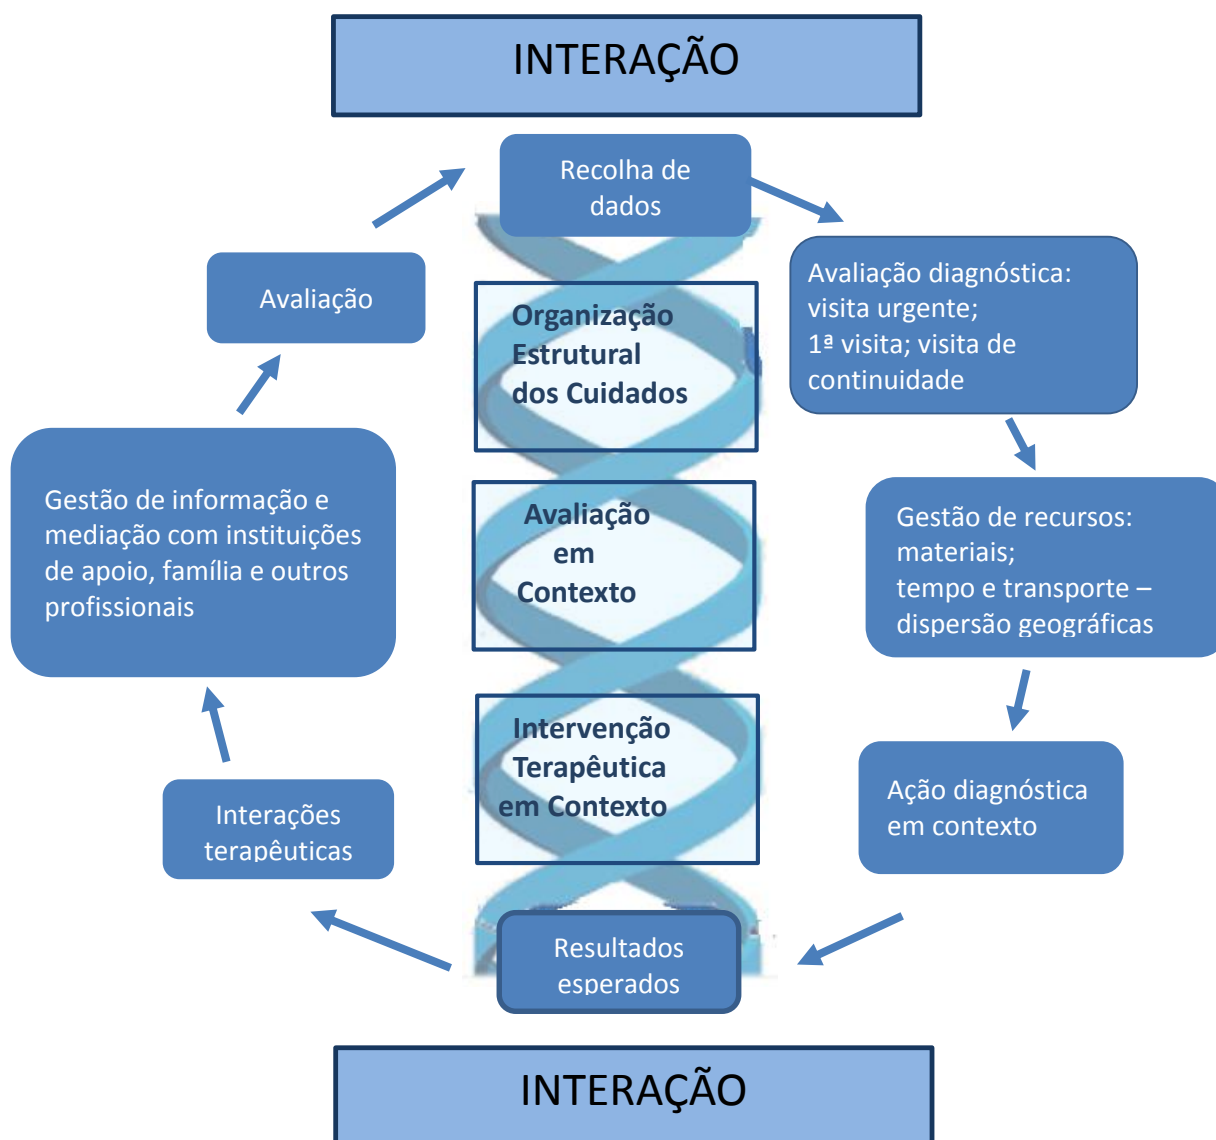 INTERAÇÃO
Recolha de
dados
Avaliação diagnóstica:
visita urgente;
1ª visita; visita de
continuidade
Avaliação
Organização
Estrutural
dos Cuidados
Gestão de informação e
mediação com instituições
de apoio, família e outros
profissionais
Avaliação
em
Contexto
Gestão de recursos:
materiais;
tempo e transporte –
dispersão geográficas
Intervenção
Terapêutica
em Contexto
Interações
terapêuticas
Ação diagnóstica
em contexto
Resultados
esperados
INTERAÇÃO